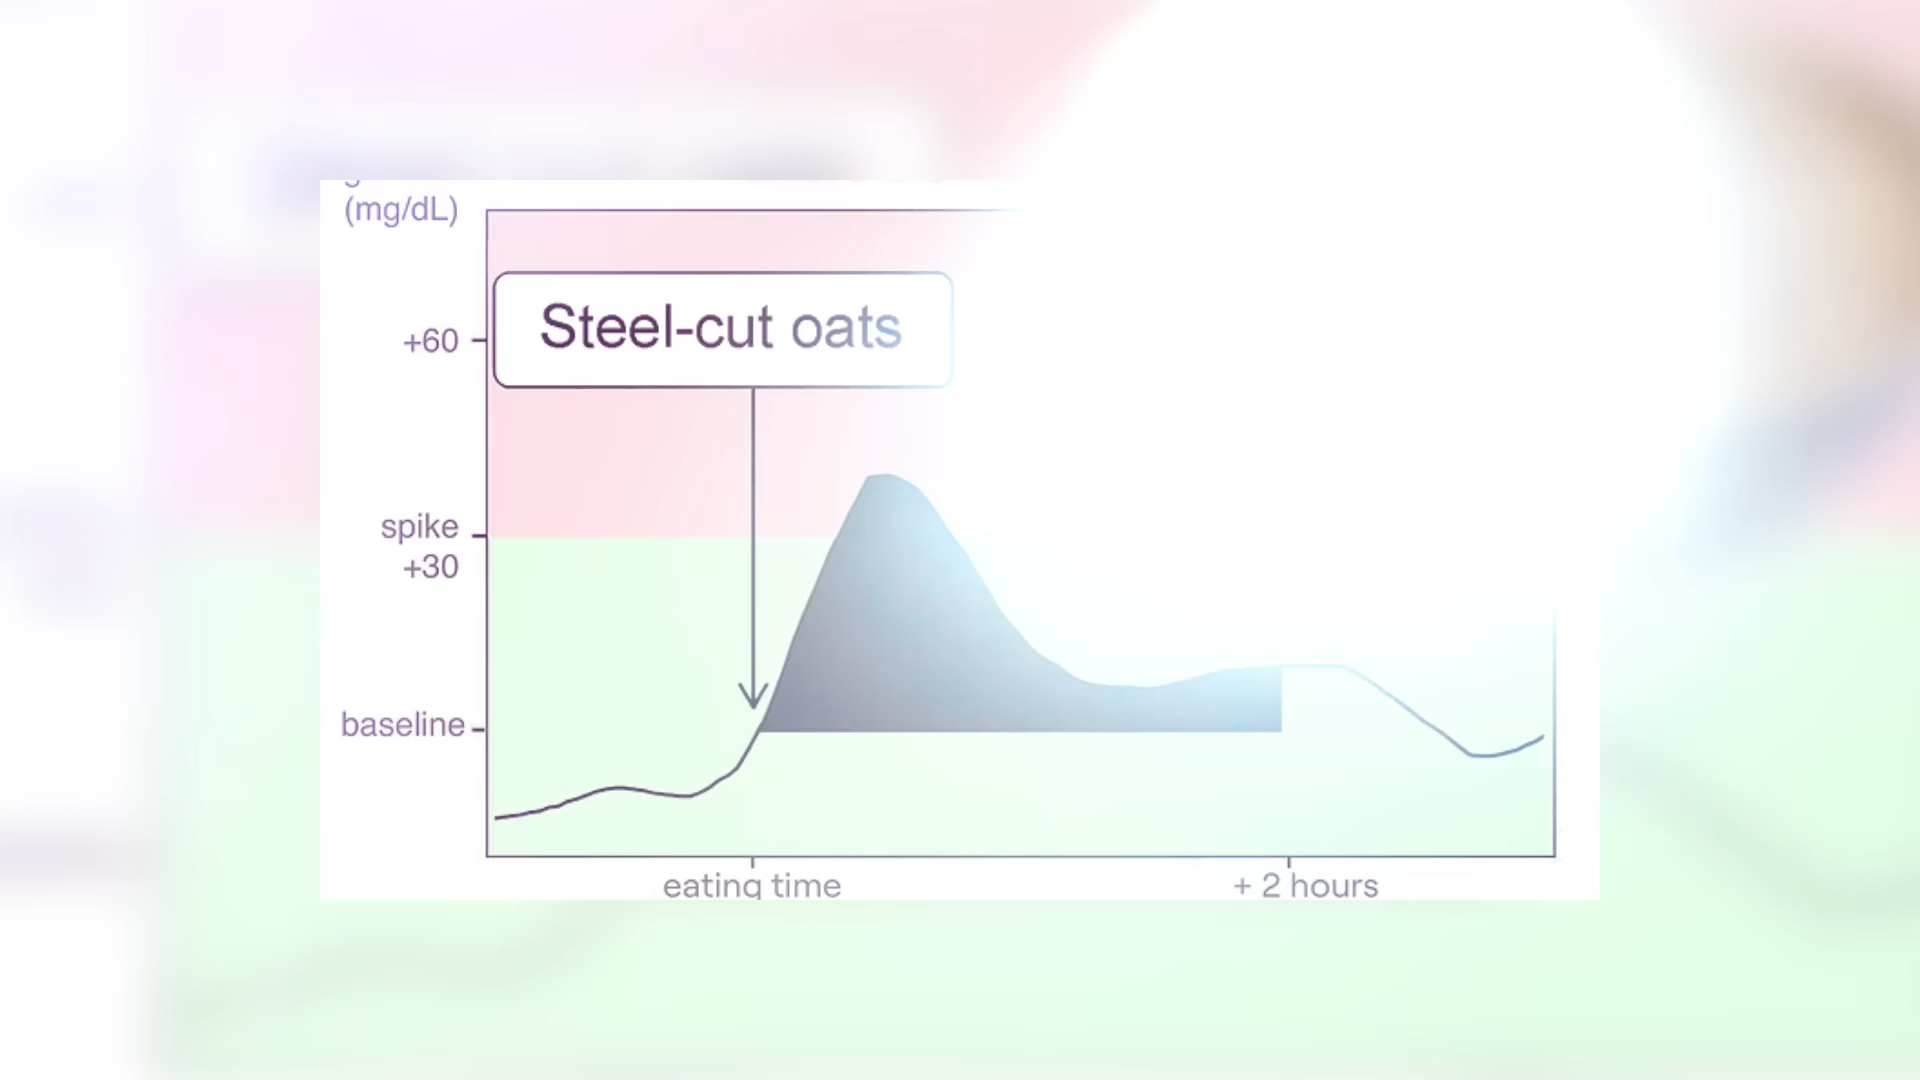 (mg/dL)
Steel-cut oats
+60
spike
+30
baseline
eating time
+ 2 hours